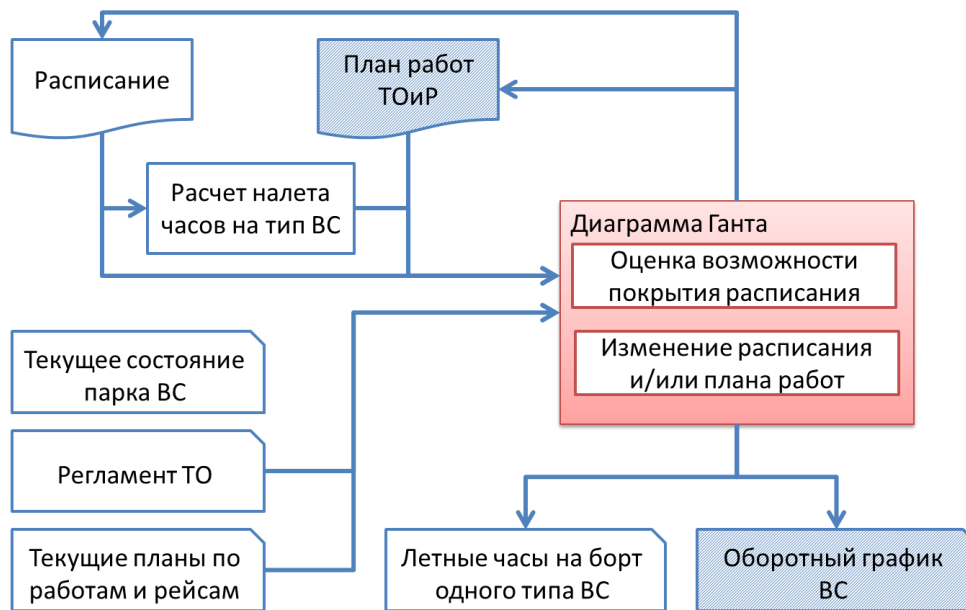 Расписание
План работ
ТОиР
Расчет налета
часов на тип ВС
Диаграмма Ганта
Оценка возможности
покрытия расписания
Изменение расписания
и/или плана работ
Текущее состояние
парка ВС
Регламент ТО
Текущие планы по
работам и рейсам
Летные часы на борт
одного типа ВС
Оборотный график
ВС